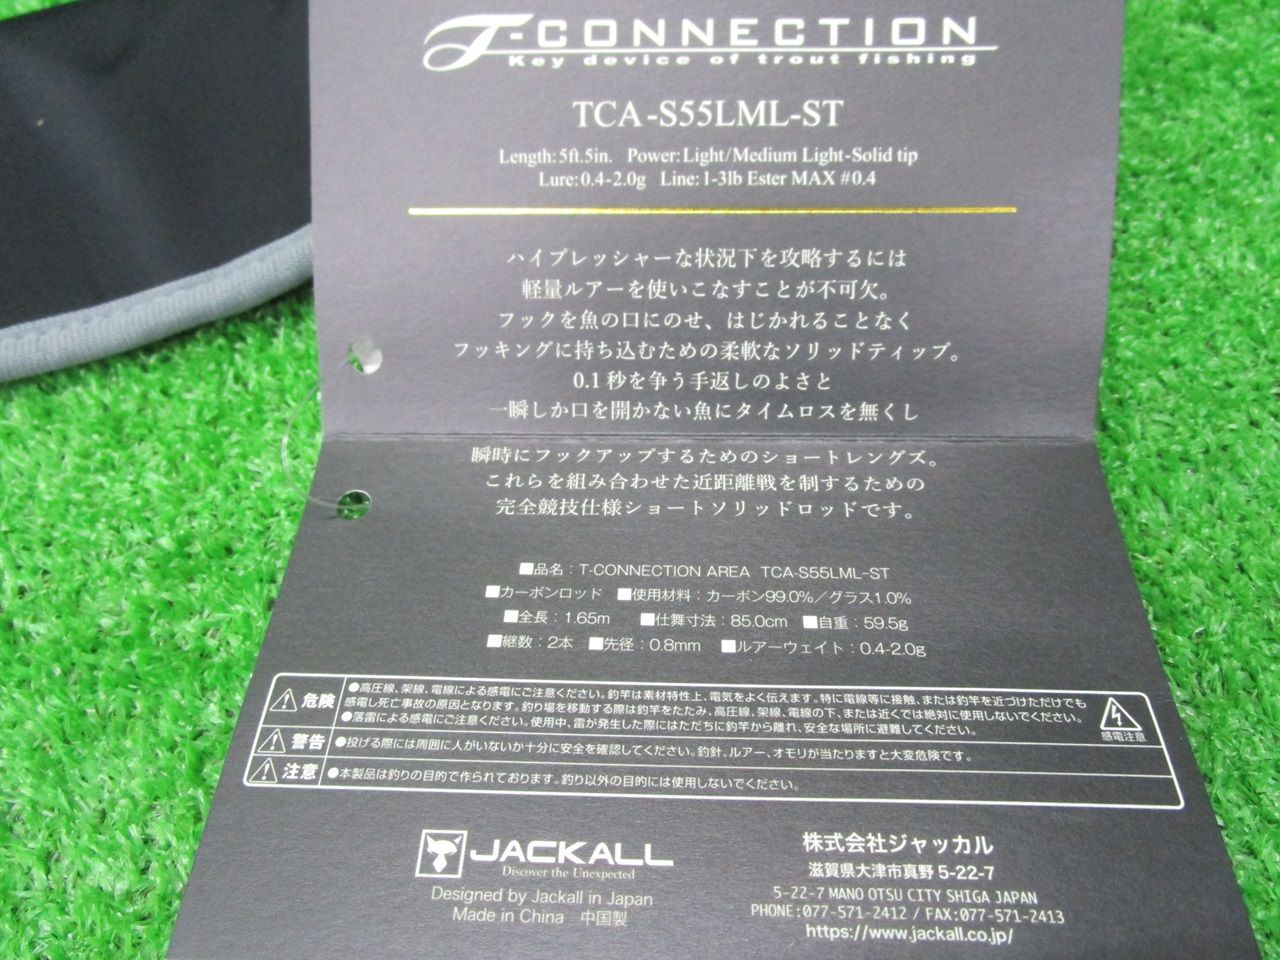 T-CONNECTION
Key device of trout fishing
TCA-S55LML-ST
Length:5ft.5in. Power:Light/Medium Light-Solid tip
Lure:0.4-2.0g Line:1-3lb Ester MAX #0.4
ハイプレッシャーな状況下を攻略するには
軽量ルアーを使いこなすことが不可欠。
フックを魚の口にのせ、はじかれることなく
フッキングに持ち込むための柔軟なソリッドティップ。
0.1秒を争う手返しのよさと
一瞬しか口を開かない魚にタイムロスを無くし
瞬時にフックアップするためのショートレングズ。
これらを組み合わせた近距離戦を制するための
完全競技仕様ショートソリッドロッドです。
■品名：T-CONNECTION AREA TCA-S55LML-ST
■カーボンロッド ■使用材料：カーボン99.0%／グラス1.0%
■全長：1.65m ■仕舞寸法：85.0cm ■自重：59.5g
■継数：2本 ■先径：0.8mm ■ルアーウェイト：0.4-2.0g
危険
●高圧線、架線、電線による感電にご注意ください。釣竿は素材特性上、電気をよく伝えます。特に電線等に接触、または釣竿を近づけただけでも
感電し死亡事故の原因となります。釣り場を移動する際は釣竿をたたみ、高圧線、架線、電線の下、または近くでは絶対に使用しないでください。
●落雷による感電にご注意ください。使用中、雷が発生した際にはただちに釣竿から離れ、安全な場所に避難してください。
感電注意
警告
●投げる際には周囲に人がいないか十分に安全を確認してください。釣針、ルアー、オモリが当たりますと大変危険です。
注意
●本製品は釣りの目的で作られております。釣り以外の目的には使用しないでください。
JACKALL
Discover the Unexpected
Designed by Jackall in Japan
Made in China 中国製
株式会社ジャッカル
滋賀県大津市真野5-22-7
5-22-7 MANO OTSU CITY SHIGA JAPAN
PHONE:077-571-2412 / FAX:077-571-2413
https://www.jackall.co.jp/